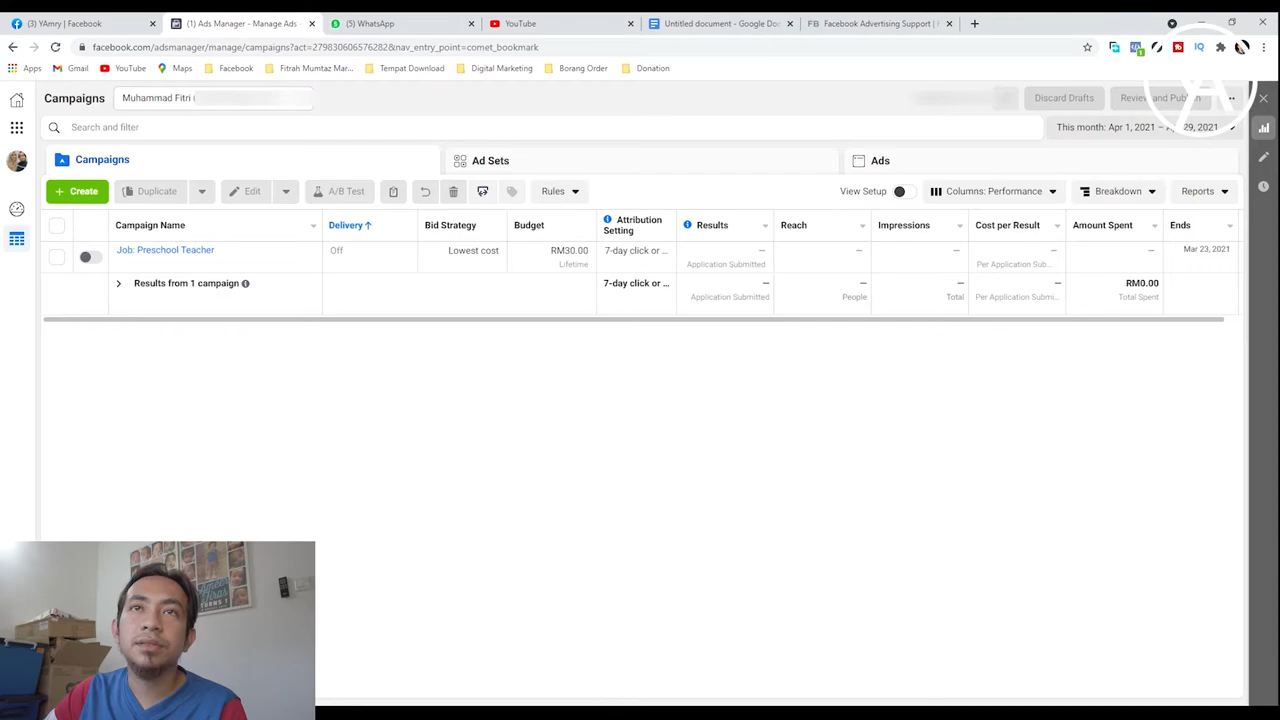 (3) YAmry | Facebook
(1) Ads Manager - Manage Ads -
(5) WhatsApp
YouTube
Untitled document - Google Doc
Facebook Advertising Support | F
facebook.com/adsmanager/manage/campaigns?act=279830606576282&nav_entry_point=comet_bookmark
Apps
Gmail
YouTube
Maps
Facebook
Fitrah Mumtaz Mar...
Tempat Download
Digital Marketing
Borang Order
Donation
Campaigns
Muhammad Fitri (
Discard Drafts
Review and Publish
Search and filter
This month: Apr 1, 2021 – Apr 29, 2021
Campaigns
Ad Sets
Ads
+ Create
Duplicate
Edit
A/B Test
Rules
View Setup
Columns: Performance
Breakdown
Reports
Campaign Name
Delivery ↑
Bid Strategy
Budget
Attribution
Setting
Results
Reach
Impressions
Cost per Result
Amount Spent
Ends
Job: Preschool Teacher
Off
Lowest cost
RM30.00
Lifetime
7-day click or ...
—
Application Submitted
—
—
—
Per Application Sub...
—
Mar 23, 2021
Results from 1 campaign
7-day click or ...
—
Application Submitted
—
People
—
Total
—
Per Application Submi...
RM0.00
Total Spent